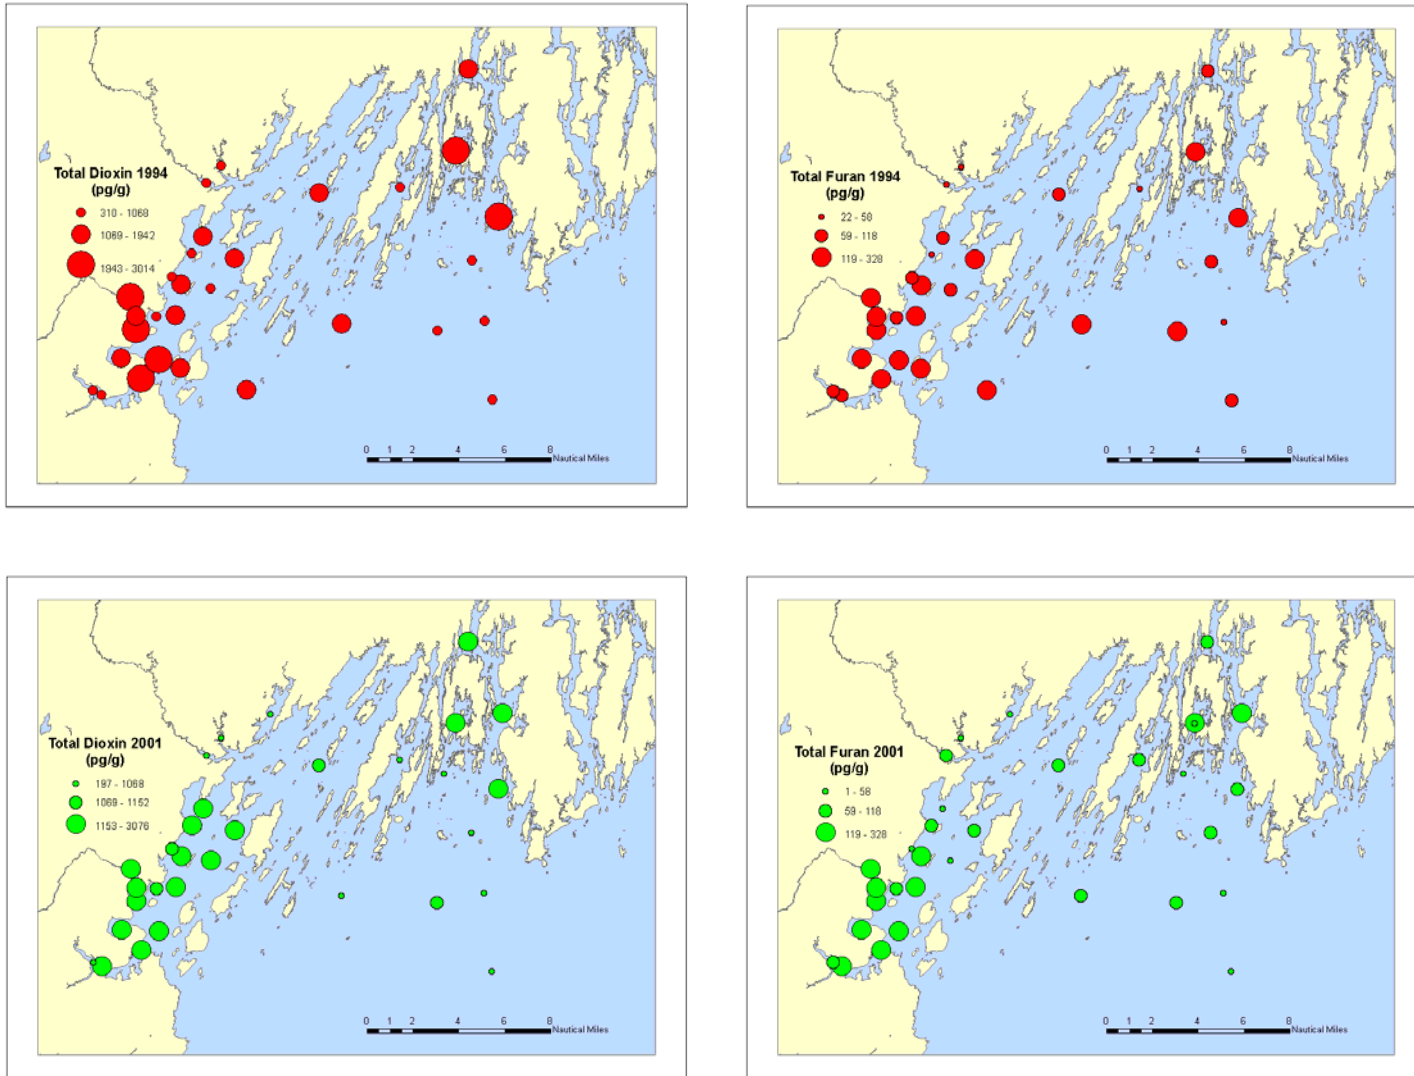 Total Dioxin 1994
(pg/g)
310 - 1068
1069 - 1942
1943 - 3014
0 1 2 4 6 8
Nautical Miles
Total Furan 1994
(pg/g)
22 - 58
59 - 118
119 - 328
0 1 2 4 6 8
Nautical Miles
Total Dioxin 2001
(pg/g)
197 - 1068
1069 - 1152
1153 - 3076
0 1 2 4 6 8
Nautical Miles
Total Furan 2001
(pg/g)
1 - 58
59 - 118
119 - 328
0 1 2 4 6 8
Nautical Miles